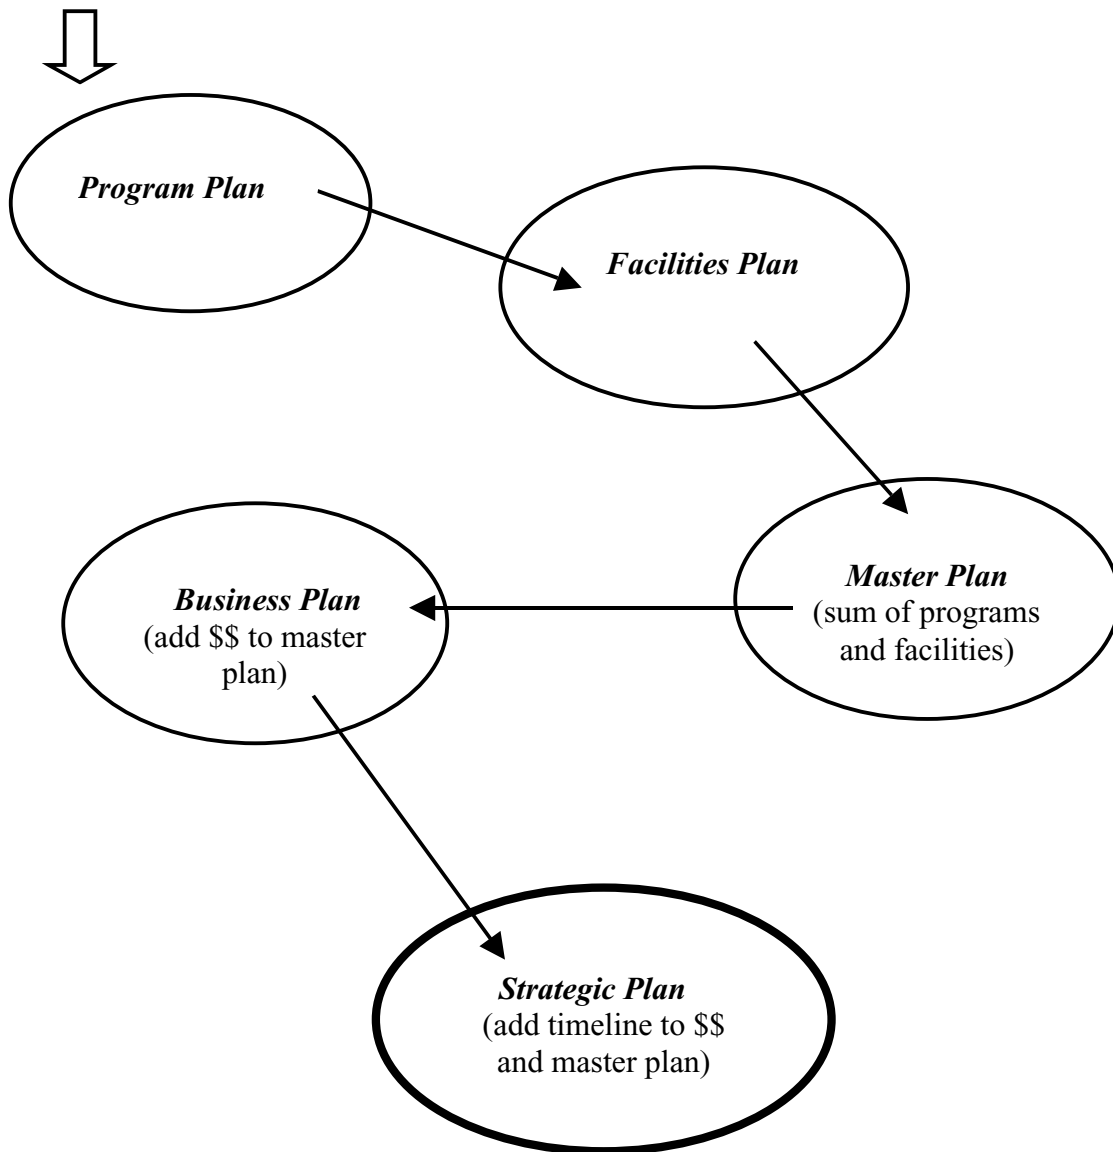 Program Plan
Facilities Plan
Master Plan
(sum of programs
and facilities)
Business Plan
(add $$ to master
plan)
Strategic Plan
(add timeline to $$
and master plan)